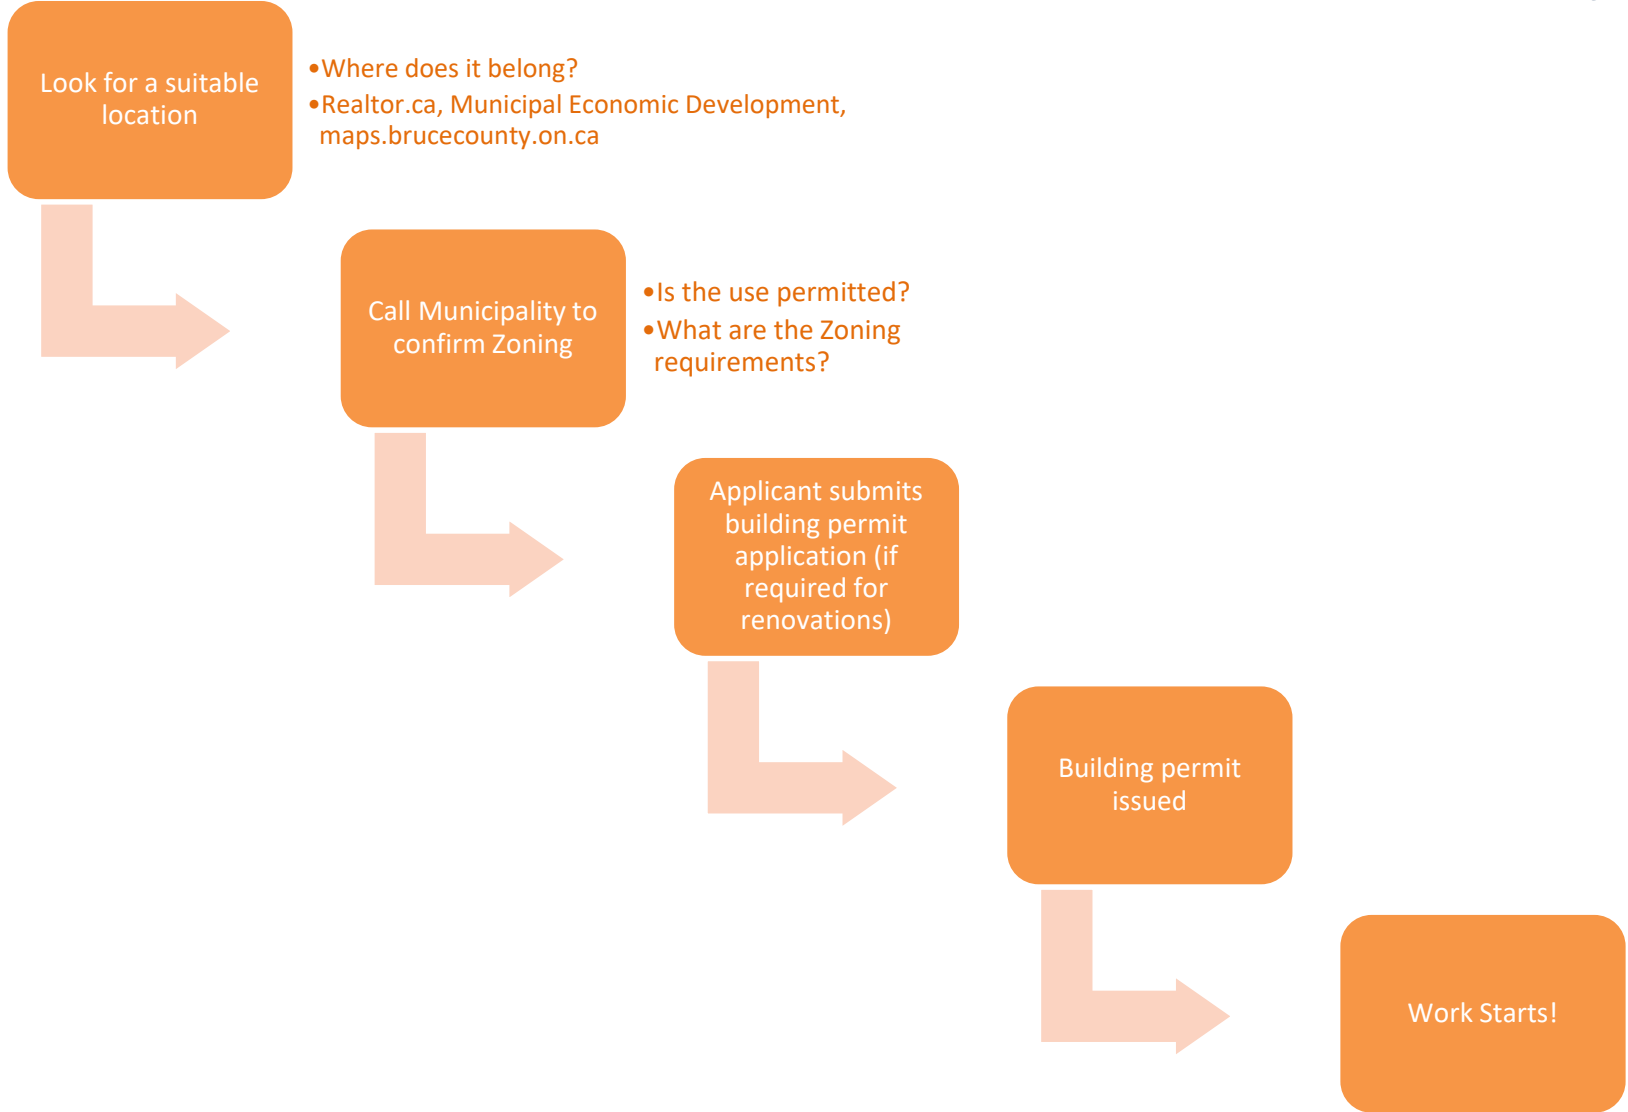 Look for a suitable
location
•Where does it belong?
•Realtor.ca, Municipal Economic Development,
maps.brucecounty.on.ca
Call Municipality to
confirm Zoning
•Is the use permitted?
•What are the Zoning
requirements?
Applicant submits
building permit
application (if
required for
renovations)
Building permit
issued
Work Starts!